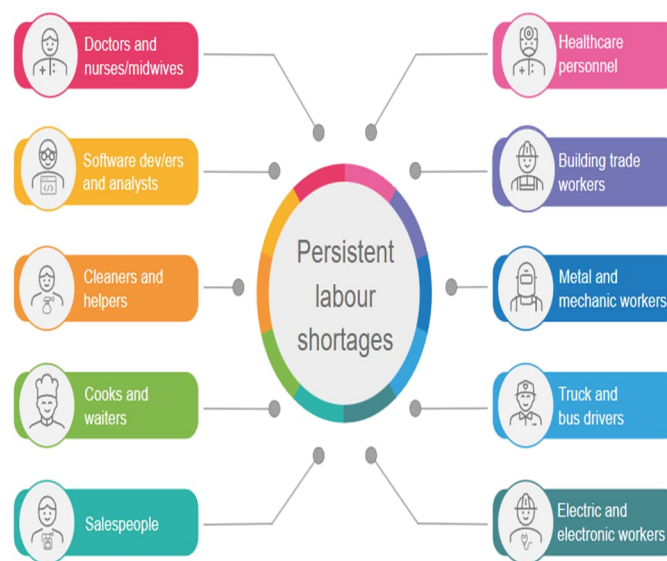 Doctors and
nurses/midwives
Software dev/ers
and analysts
Cleaners and
helpers
Cooks and
waiters
Salespeople
Persistent
labour
shortages
Healthcare
personnel
Building trade
workers
Metal and
mechanic workers
Truck and
bus drivers
Electric and
electronic workers